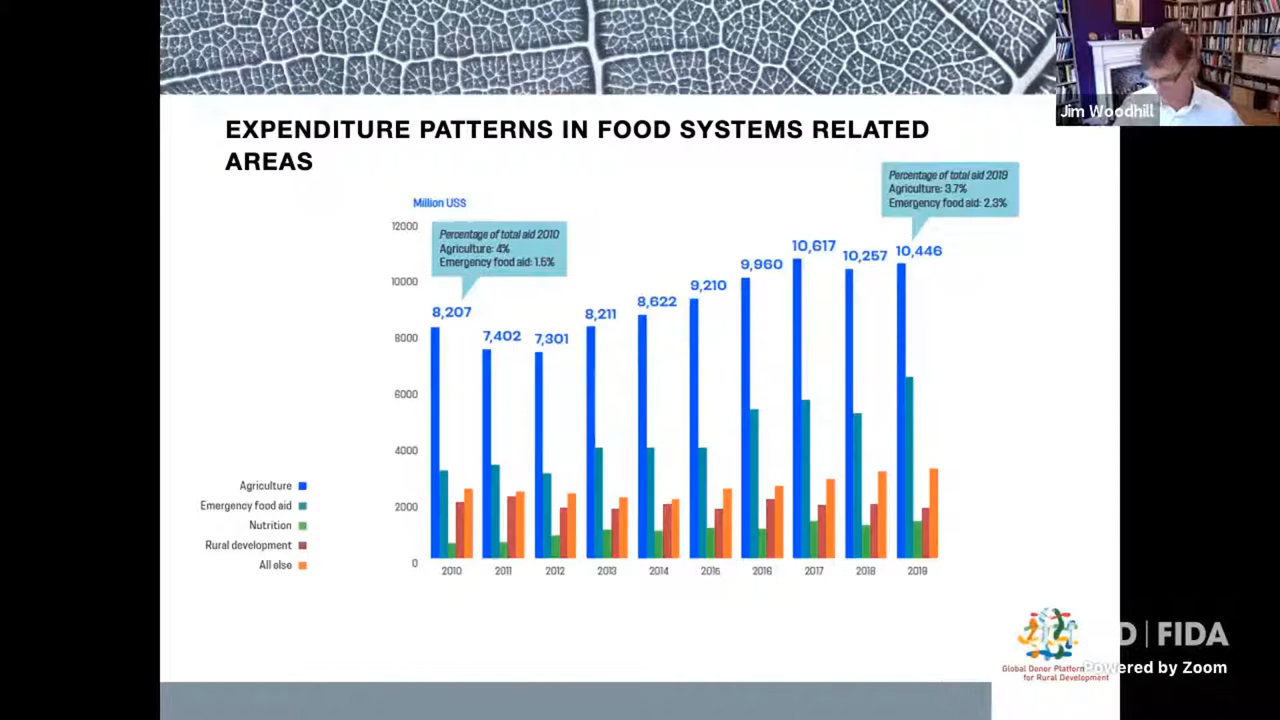 Jim Woodhill
EXPENDITURE PATTERNS IN FOOD SYSTEMS RELATED
AREAS
Percentage of total aid 2019
Agriculture: 3.7%
Emergency food aid: 2.3%
Million US$
Percentage of total aid 2010
Agriculture: 4%
Emergency food aid: 1.5%
12000
10000
8000
6000
4000
2000
0
8,207
7,402
7,301
8,211
8,622
9,210
9,960
10,617
10,257
10,446
Agriculture
Emergency food aid
Nutrition
Rural development
All else
2010
2011
2012
2013
2014
2015
2016
2017
2018
2019
D | FIDA
Global Donor Platform
for Rural Development
Powered by Zoom